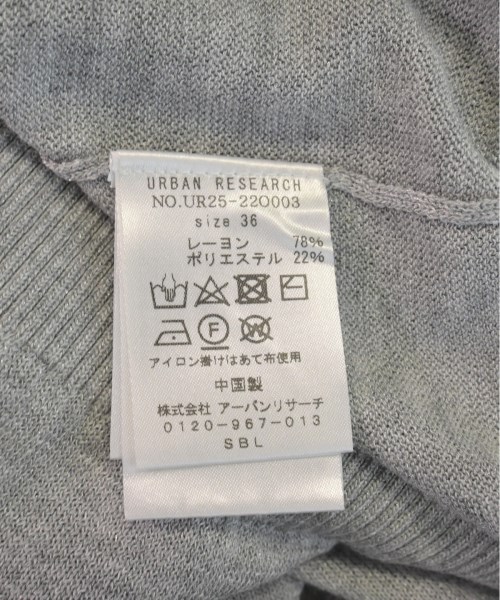 URBAN RESEARCH
NO.UR25-22O003
size 36
レーヨン 78%
ポリエステル 22%
F W
アイロン掛けはあて布使用
中国製
株式会社 アーバンリサーチ
0120-967-013
SBL